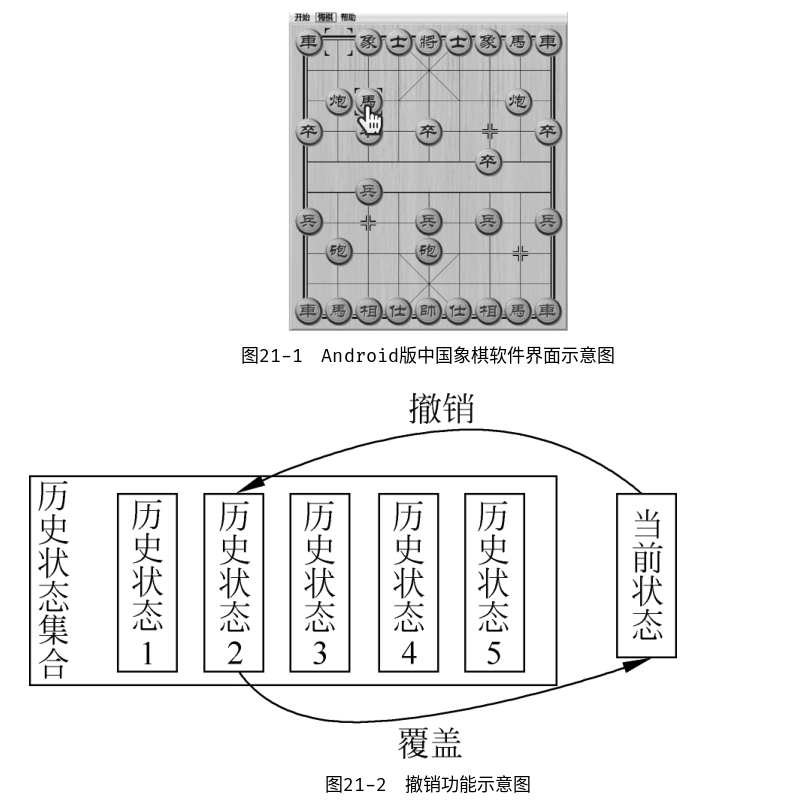 开始 悔棋 帮助
車 象 士 將 士 象 馬 車
炮 馬 炮
卒 卒 卒 卒
卒
兵
兵 兵 兵 兵
砲 砲
車 馬 相 仕 帥 仕 相 馬 車
图21-1 Android版中国象棋软件界面示意图
撤销
历史状态集合
历史状态1
历史状态2
历史状态3
历史状态4
历史状态5
当前状态
覆盖
图21-2 撤销功能示意图